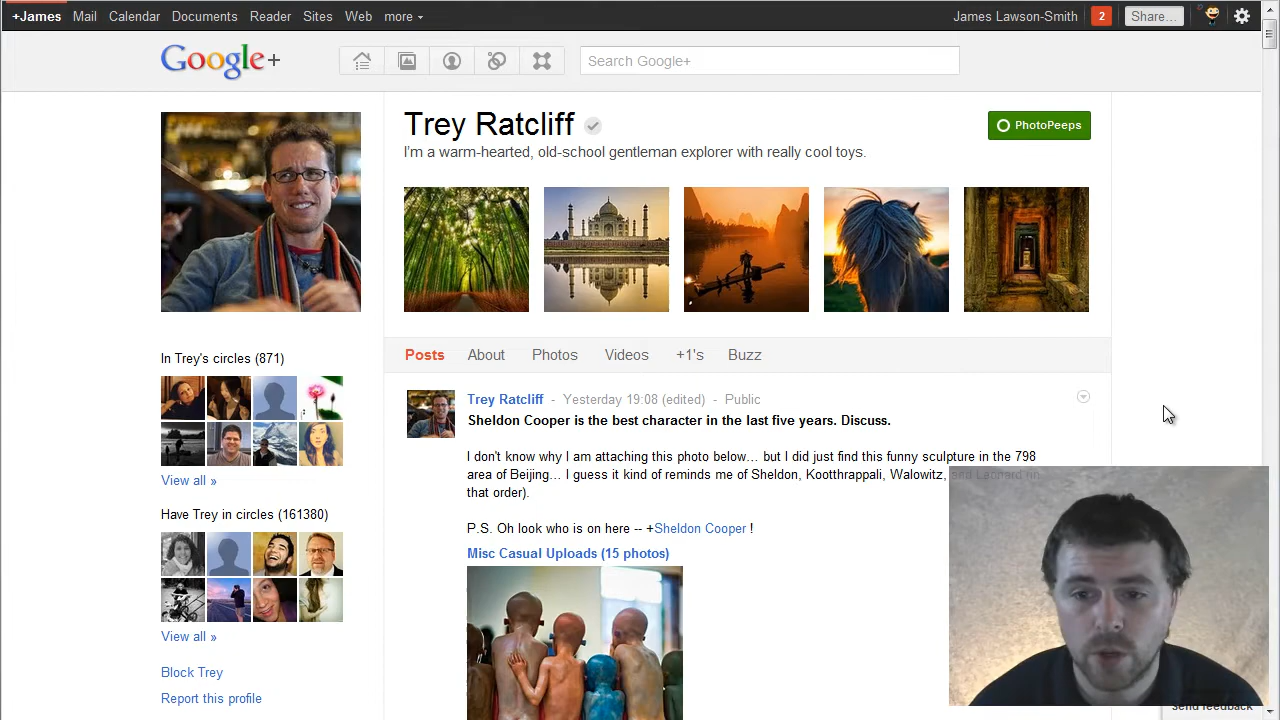 +James Mail Calendar Documents Reader Sites Web more
James Lawson-Smith 2 Share…
Google+
Search Google+
Trey Ratcliff
PhotoPeeps
I'm a warm-hearted, old-school gentleman explorer with really cool toys.
In Trey's circles (871)
View all »
Have Trey in circles (161380)
View all »
Block Trey
Report this profile
Posts About Photos Videos +1's Buzz
Trey Ratcliff - Yesterday 19:08 (edited) - Public
Sheldon Cooper is the best character in the last five years. Discuss.
I don't know why I am attaching this photo below… but I did just find this funny sculpture in the 798
area of Beijing… I guess it kind of reminds me of Sheldon, Kootthrappali, Walowitz, and Leonard (in
that order).
P.S. Oh look who is on here -- +Sheldon Cooper !
Misc Casual Uploads (15 photos)
Send feedback